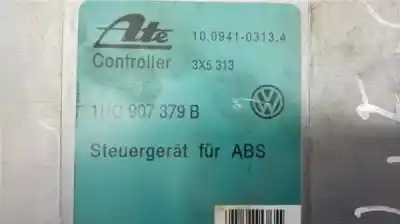 Ate 10.0941-0313.4
Controller 3X5 313
1H0 907 379 B
Steuergerät für ABS